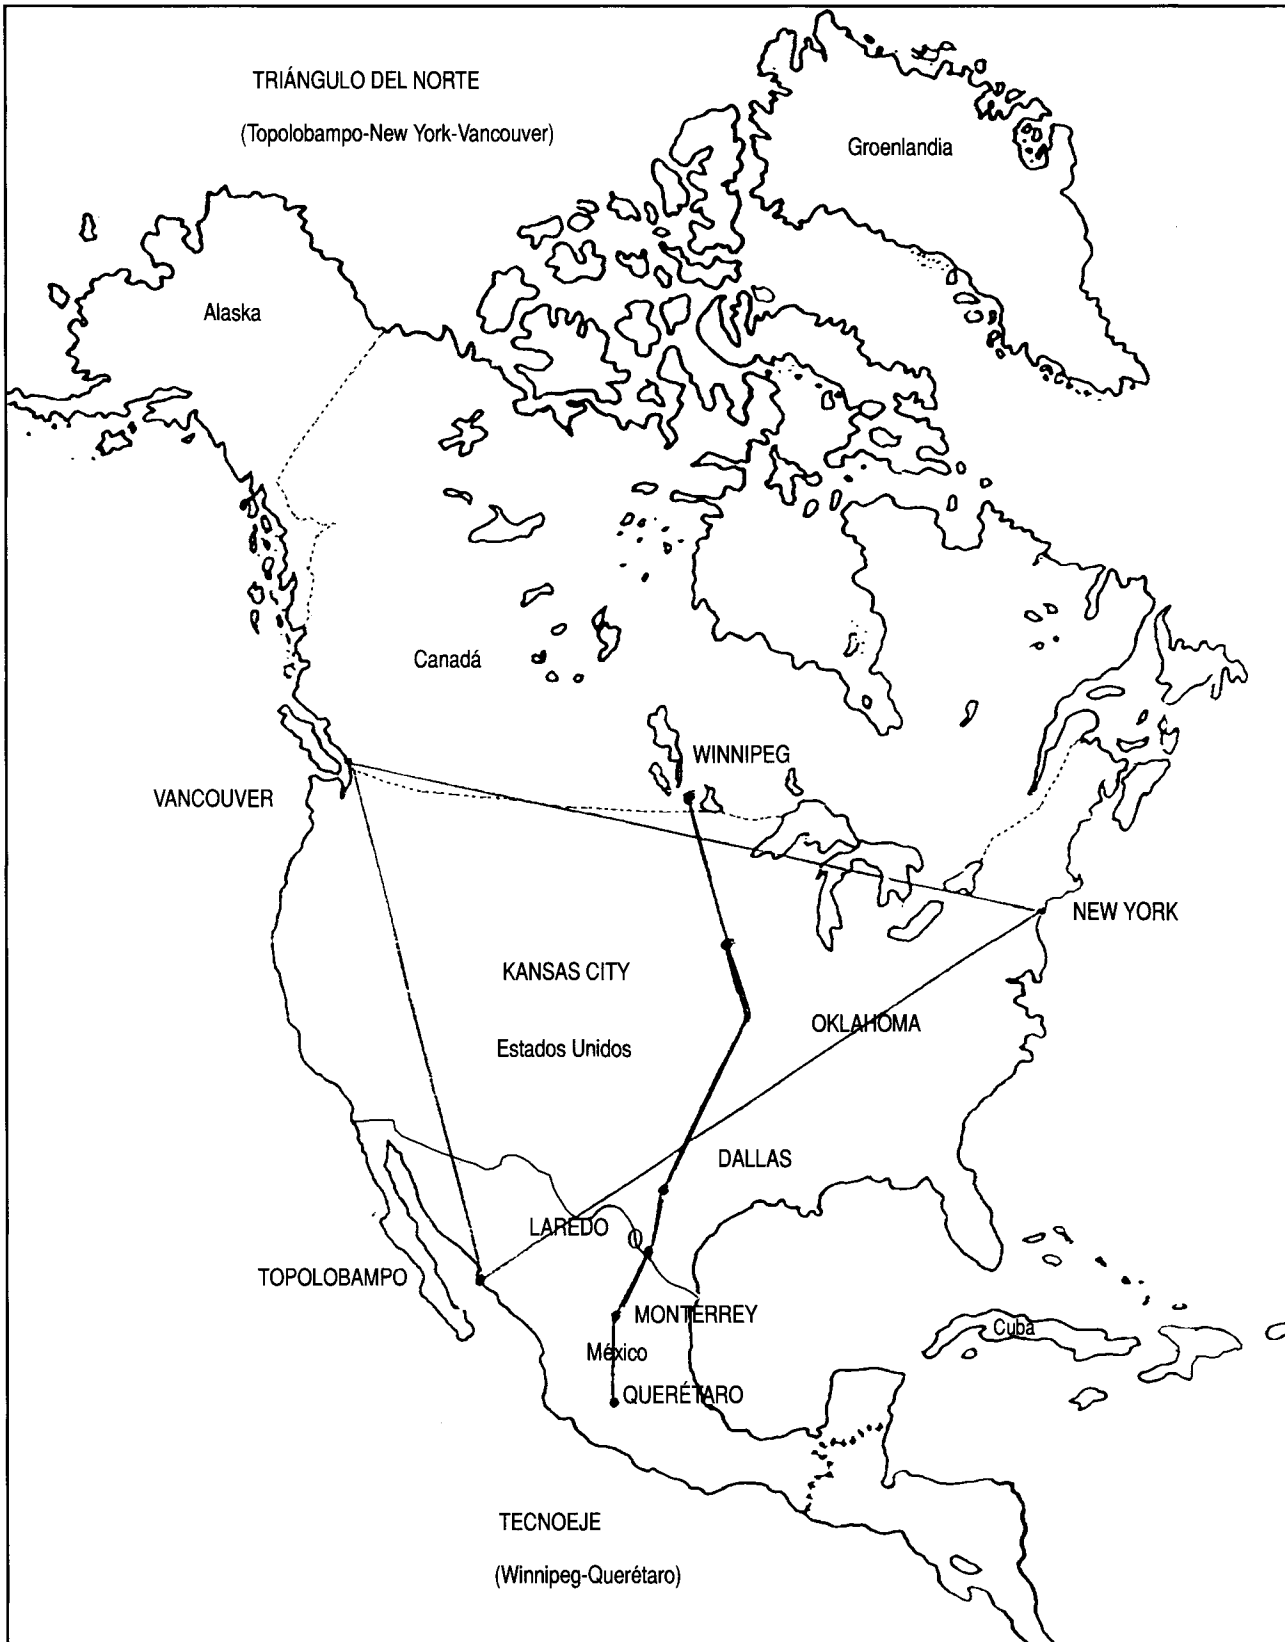 TRIÁNGULO DEL NORTE
(Topolobampo-New York-Vancouver)
Groenlandia
Alaska
Canadá
WINNIPEG
VANCOUVER
NEW YORK
KANSAS CITY
OKLAHOMA
Estados Unidos
DALLAS
LAREDO
TOPOLOBAMPO
MONTERREY
Cuba
México
QUERÉTARO
TECNOEJE
(Winnipeg-Querétaro)